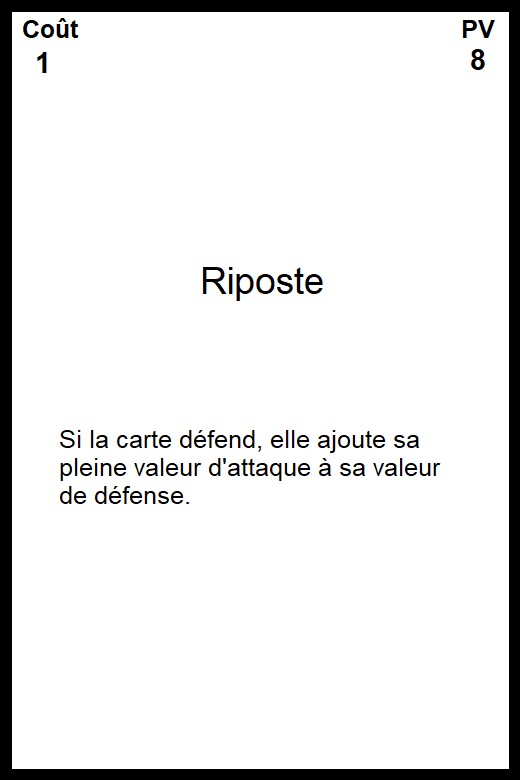 Coût
PV
1
8
Riposte
Si la carte défend, elle ajoute sa
pleine valeur d'attaque à sa valeur
de défense.